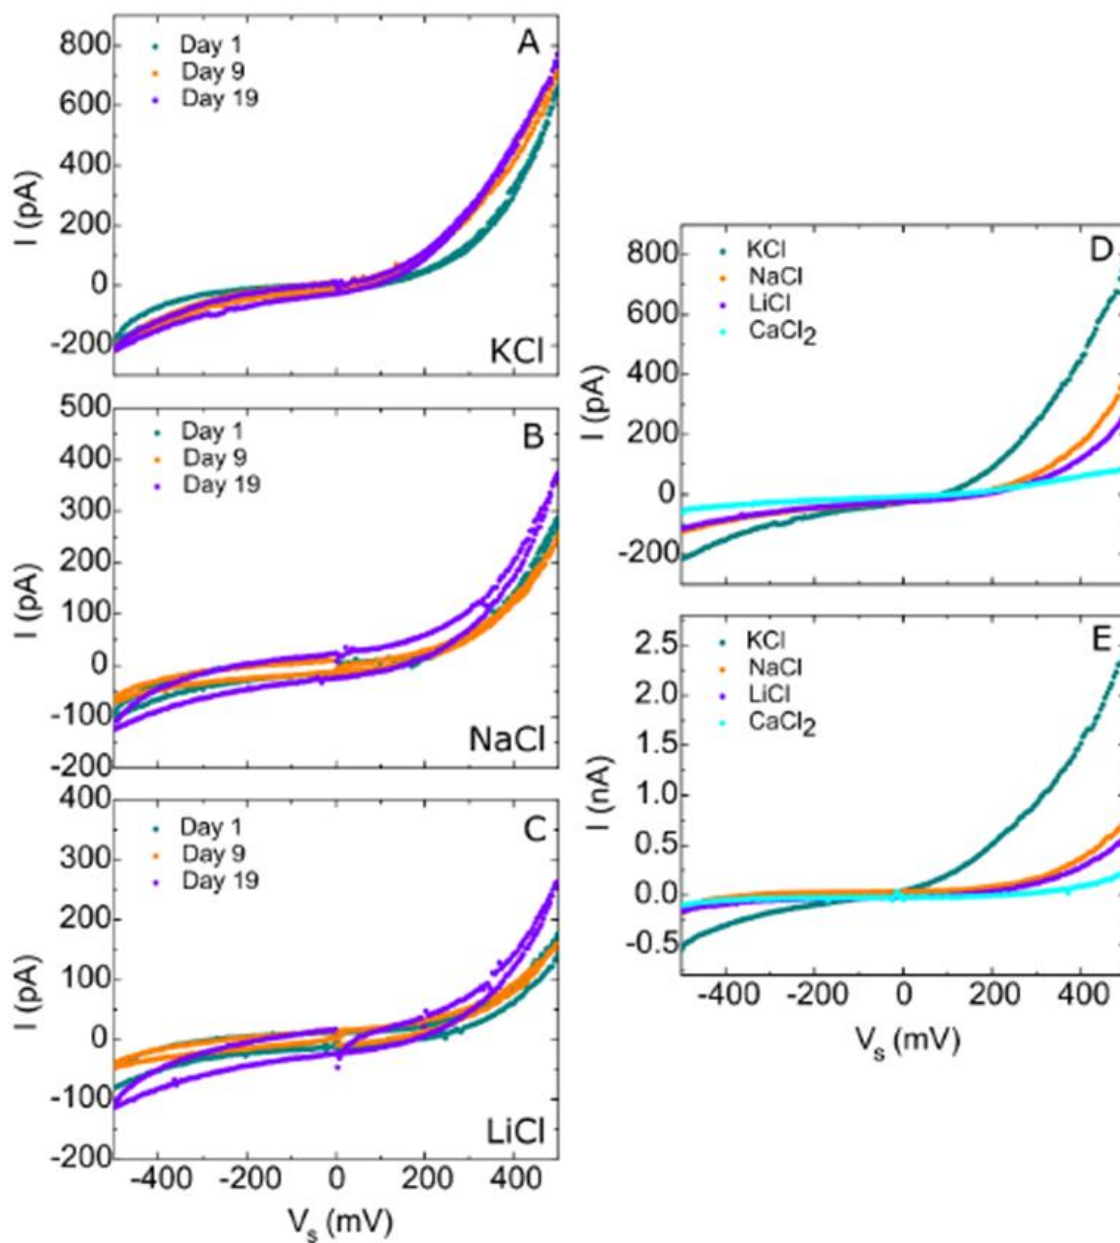 A
Day 1
Day 9
Day 19
800
600
400
200
0
-200
I (pA)
KCl
B
Day 1
Day 9
Day 19
500
400
300
200
100
0
-100
-200
I (pA)
NaCl
C
Day 1
Day 9
Day 19
400
300
200
100
0
-100
-200
I (pA)
LiCl
-400 -200 0 200 400
Vs (mV)
D
KCl
NaCl
LiCl
CaCl2
800
600
400
200
0
-200
I (pA)
E
KCl
NaCl
LiCl
CaCl2
2.5
2.0
1.5
1.0
0.5
0.0
-0.5
I (nA)
-400 -200 0 200 400
Vs (mV)